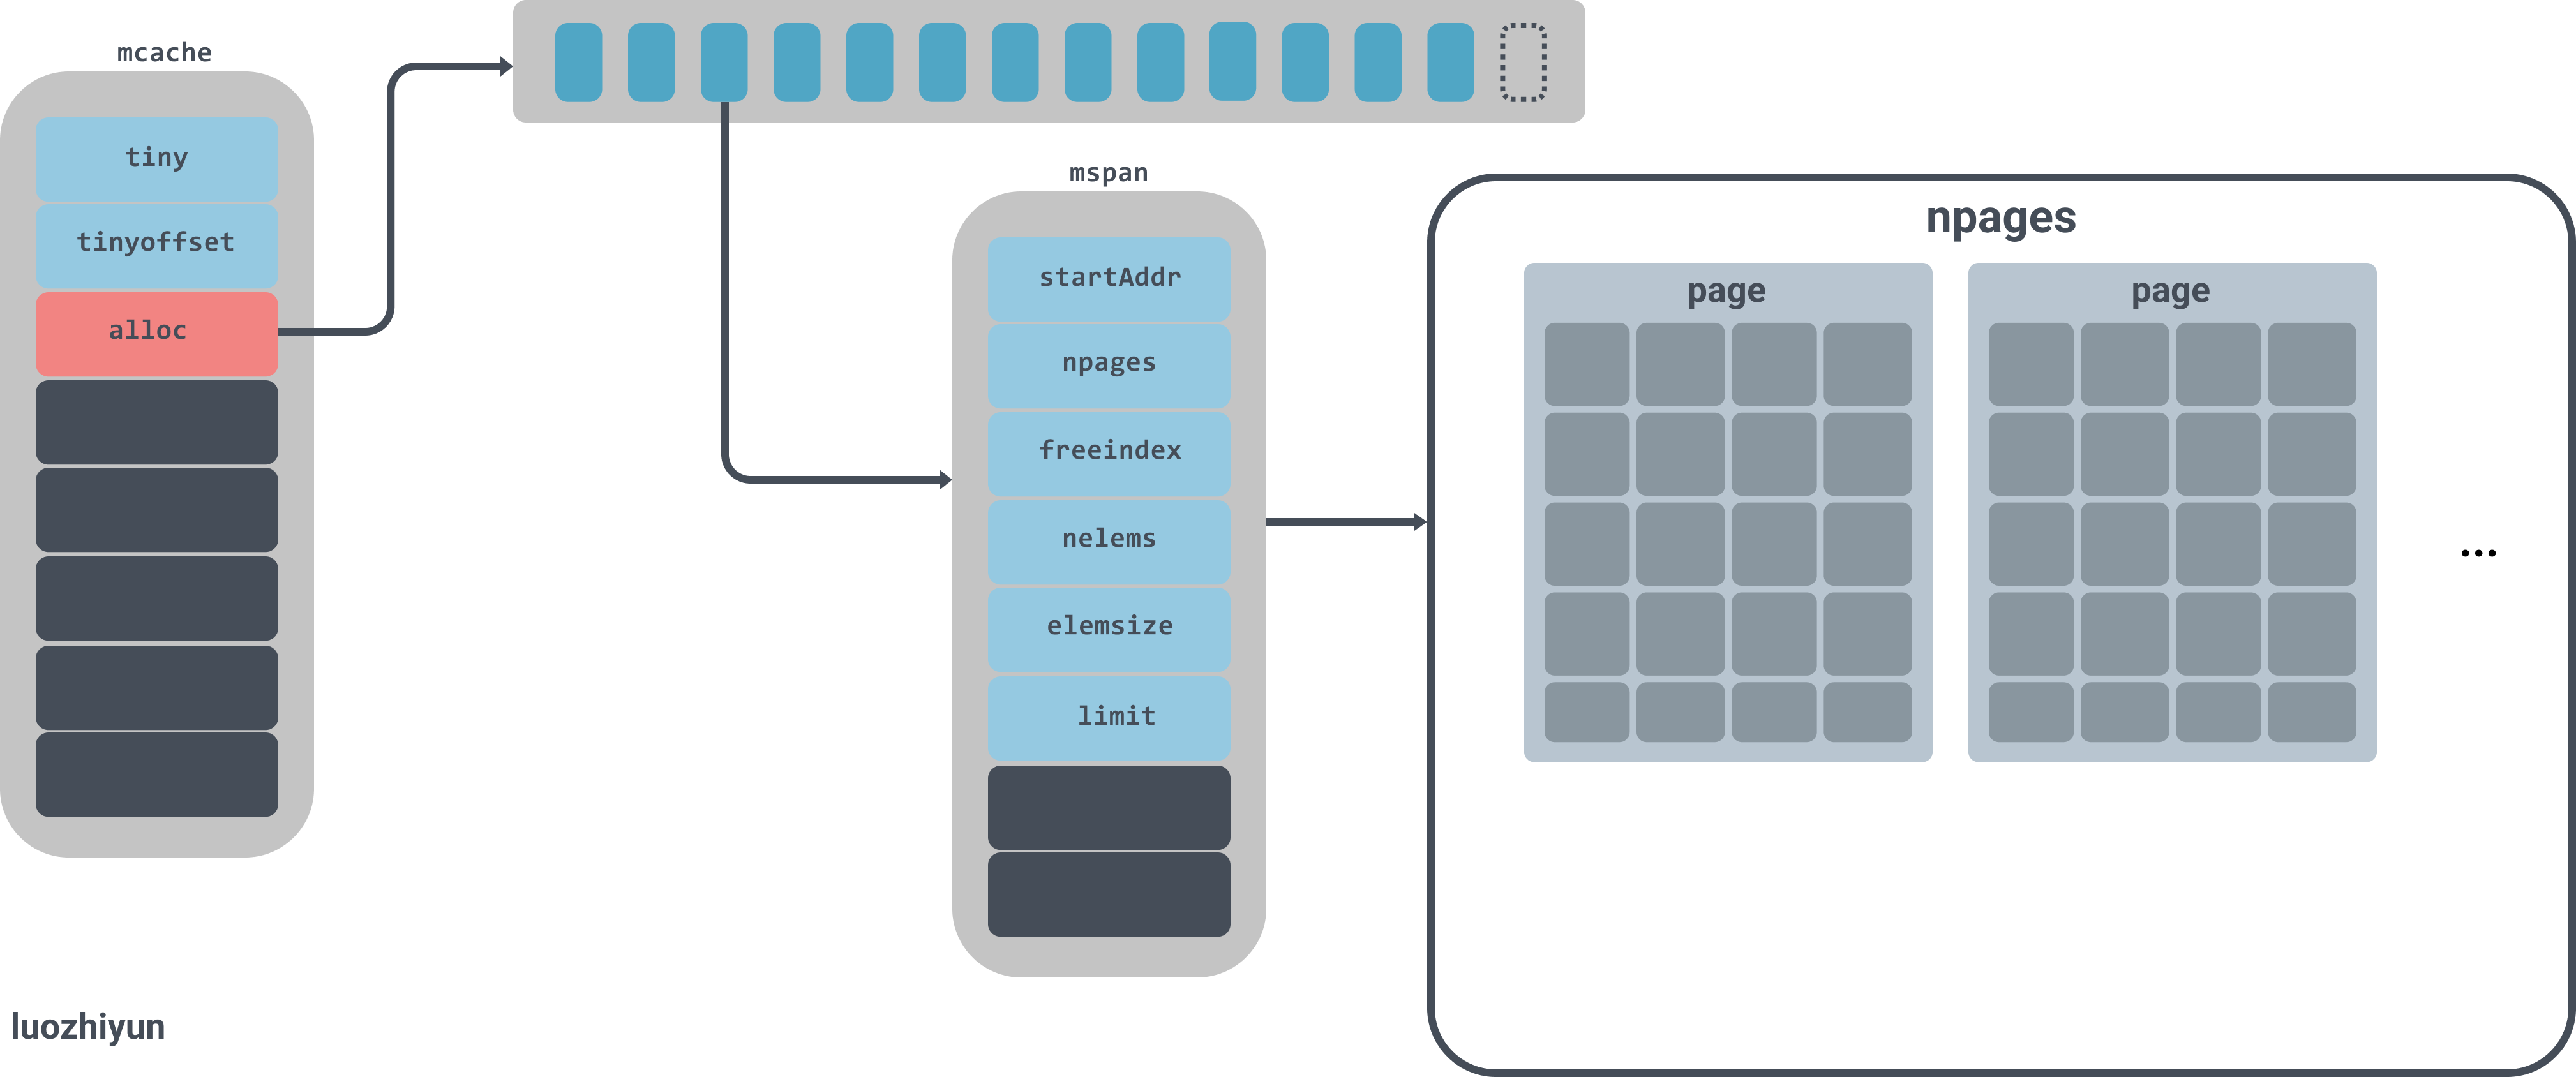 mcache
tiny
tinyoffset
alloc
mspan
startAddr
npages
freeindex
nelems
elemsize
limit
npages
page
page
...
luozhiyun